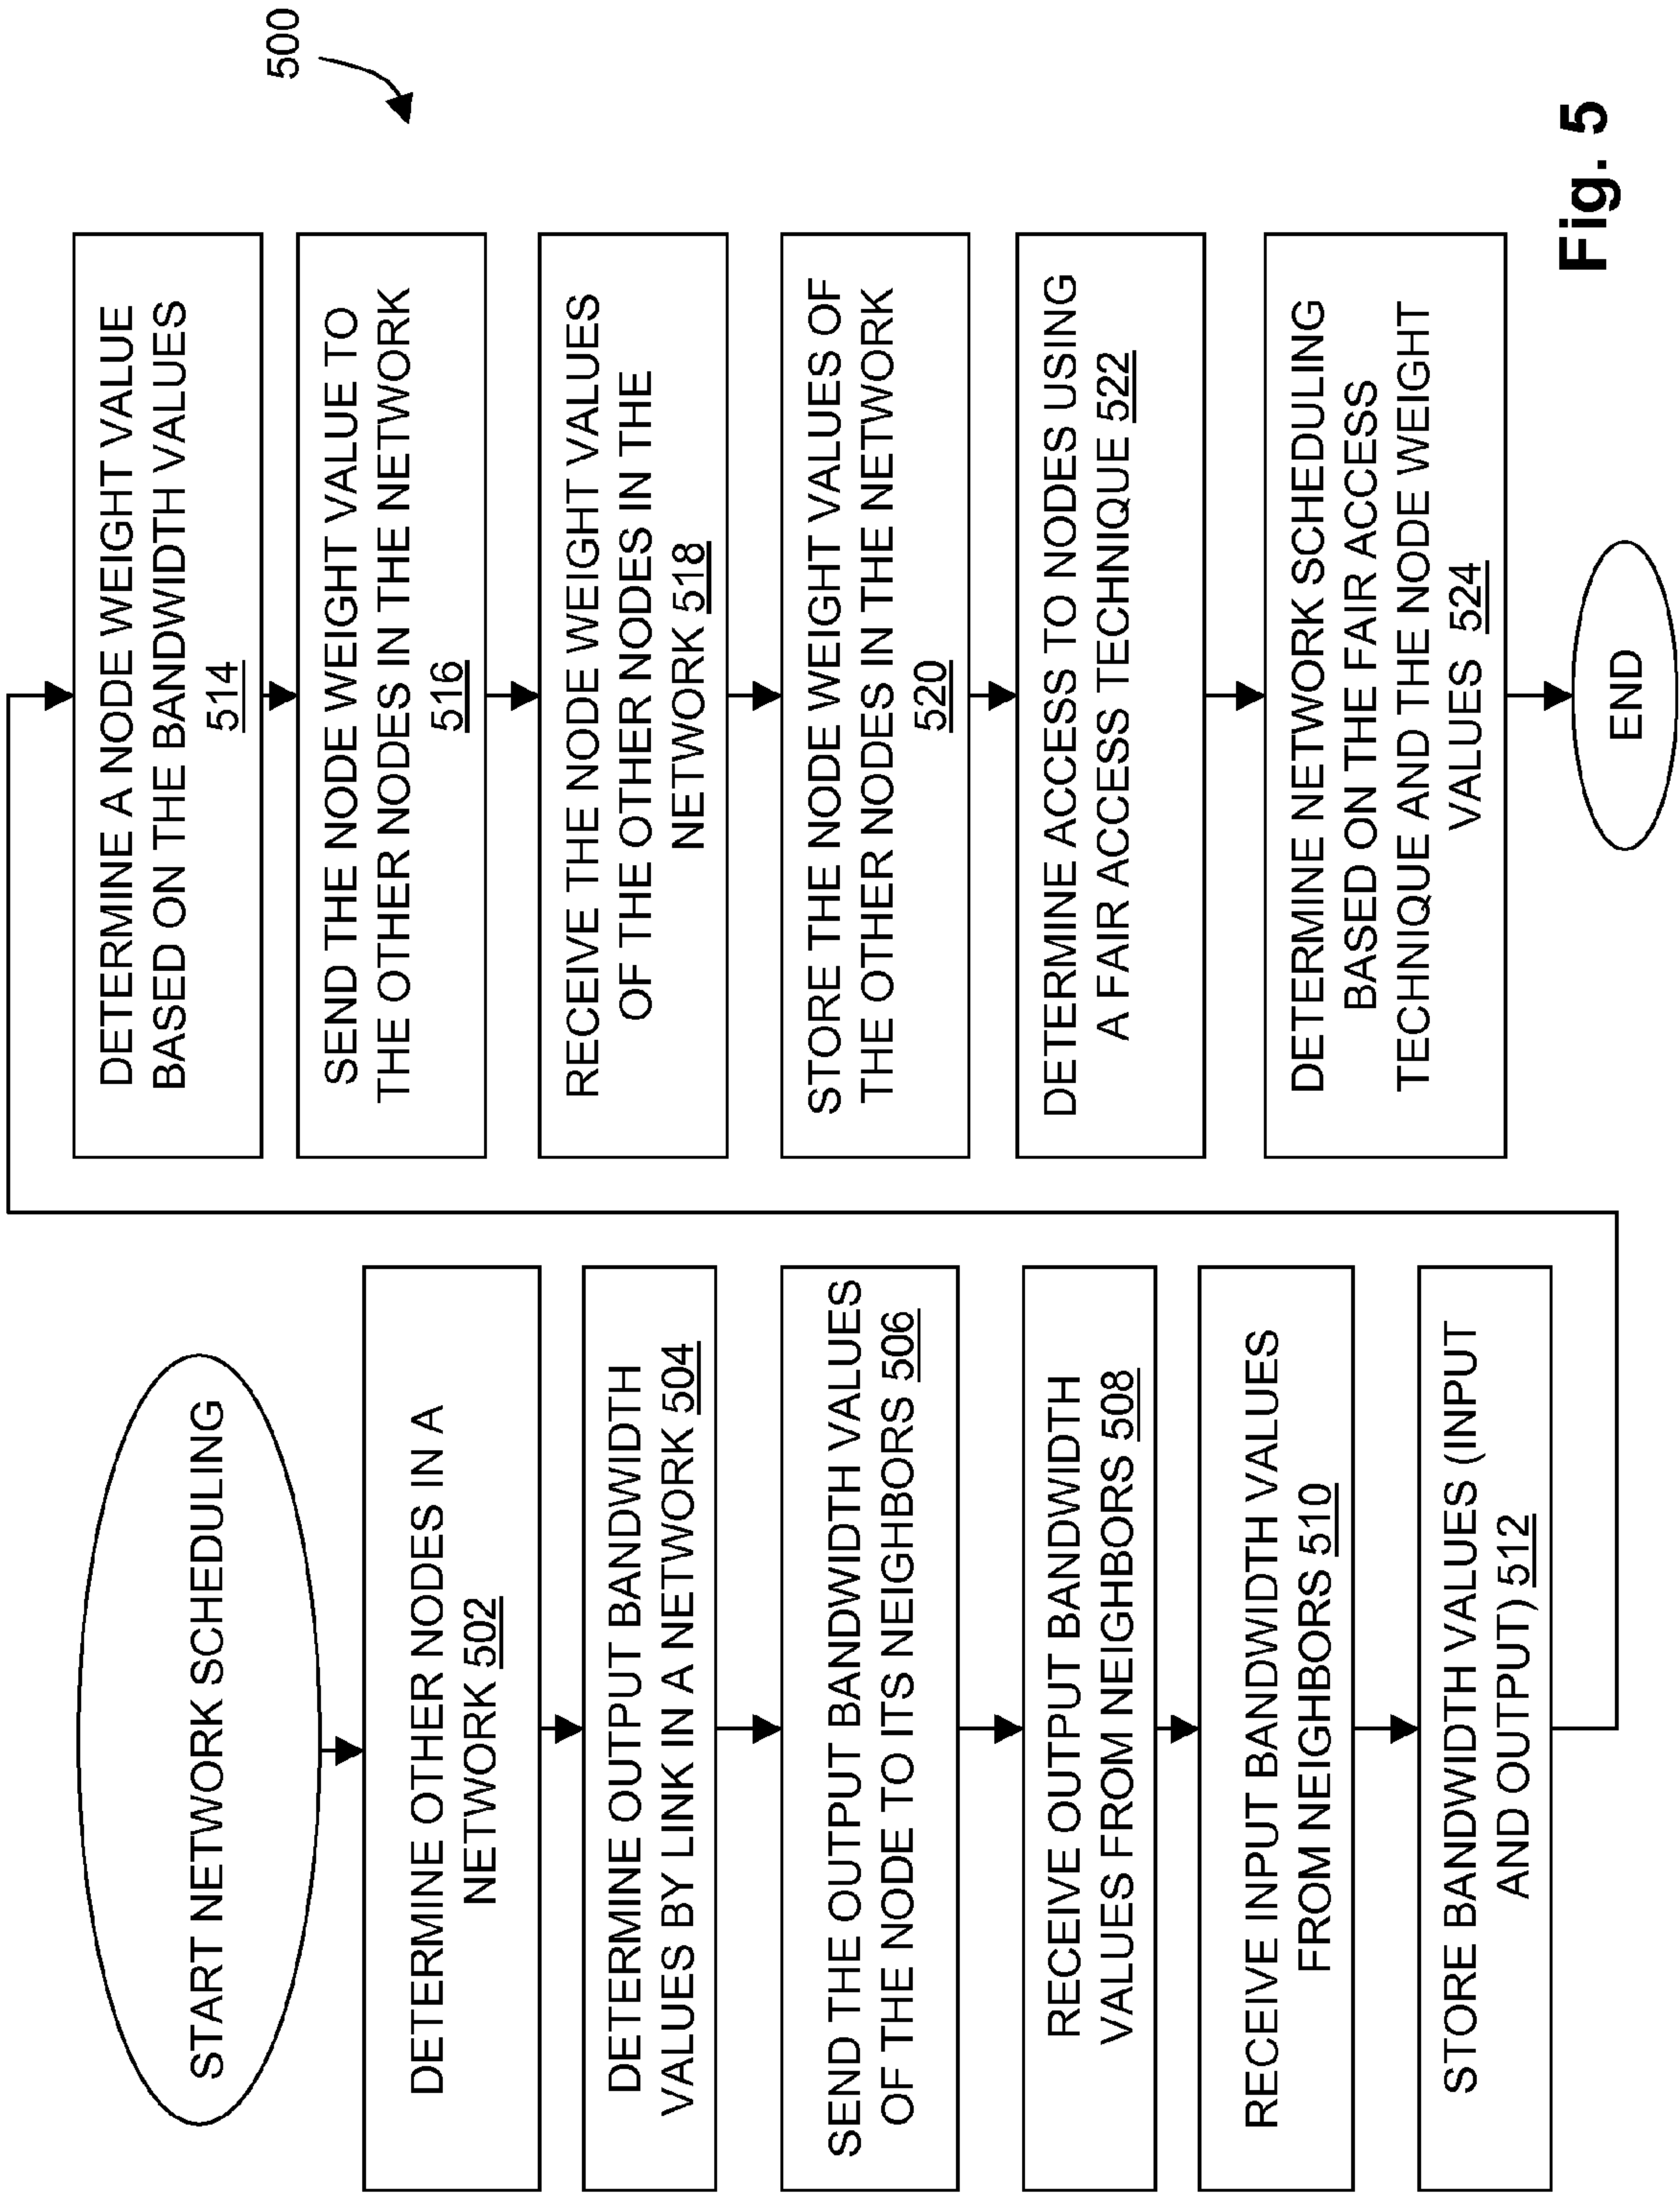 START NETWORK SCHEDULING
DETERMINE OTHER NODES IN A
NETWORK 502
DETERMINE OUTPUT BANDWIDTH
VALUES BY LINK IN A NETWORK 504
SEND THE OUTPUT BANDWIDTH VALUES
OF THE NODE TO ITS NEIGHBORS 506
RECEIVE OUTPUT BANDWIDTH
VALUES FROM NEIGHBORS 508
RECEIVE INPUT BANDWIDTH VALUES
FROM NEIGHBORS 510
STORE BANDWIDTH VALUES (INPUT
AND OUTPUT) 512
DETERMINE A NODE WEIGHT VALUE
BASED ON THE BANDWIDTH VALUES
514
SEND THE NODE WEIGHT VALUE TO
THE OTHER NODES IN THE NETWORK
516
RECEIVE THE NODE WEIGHT VALUES
OF THE OTHER NODES IN THE
NETWORK 518
STORE THE NODE WEIGHT VALUES OF
THE OTHER NODES IN THE NETWORK
520
DETERMINE ACCESS TO NODES USING
A FAIR ACCESS TECHNIQUE 522
DETERMINE NETWORK SCHEDULING
BASED ON THE FAIR ACCESS
TECHNIQUE AND THE NODE WEIGHT
VALUES 524
END
500
Fig. 5